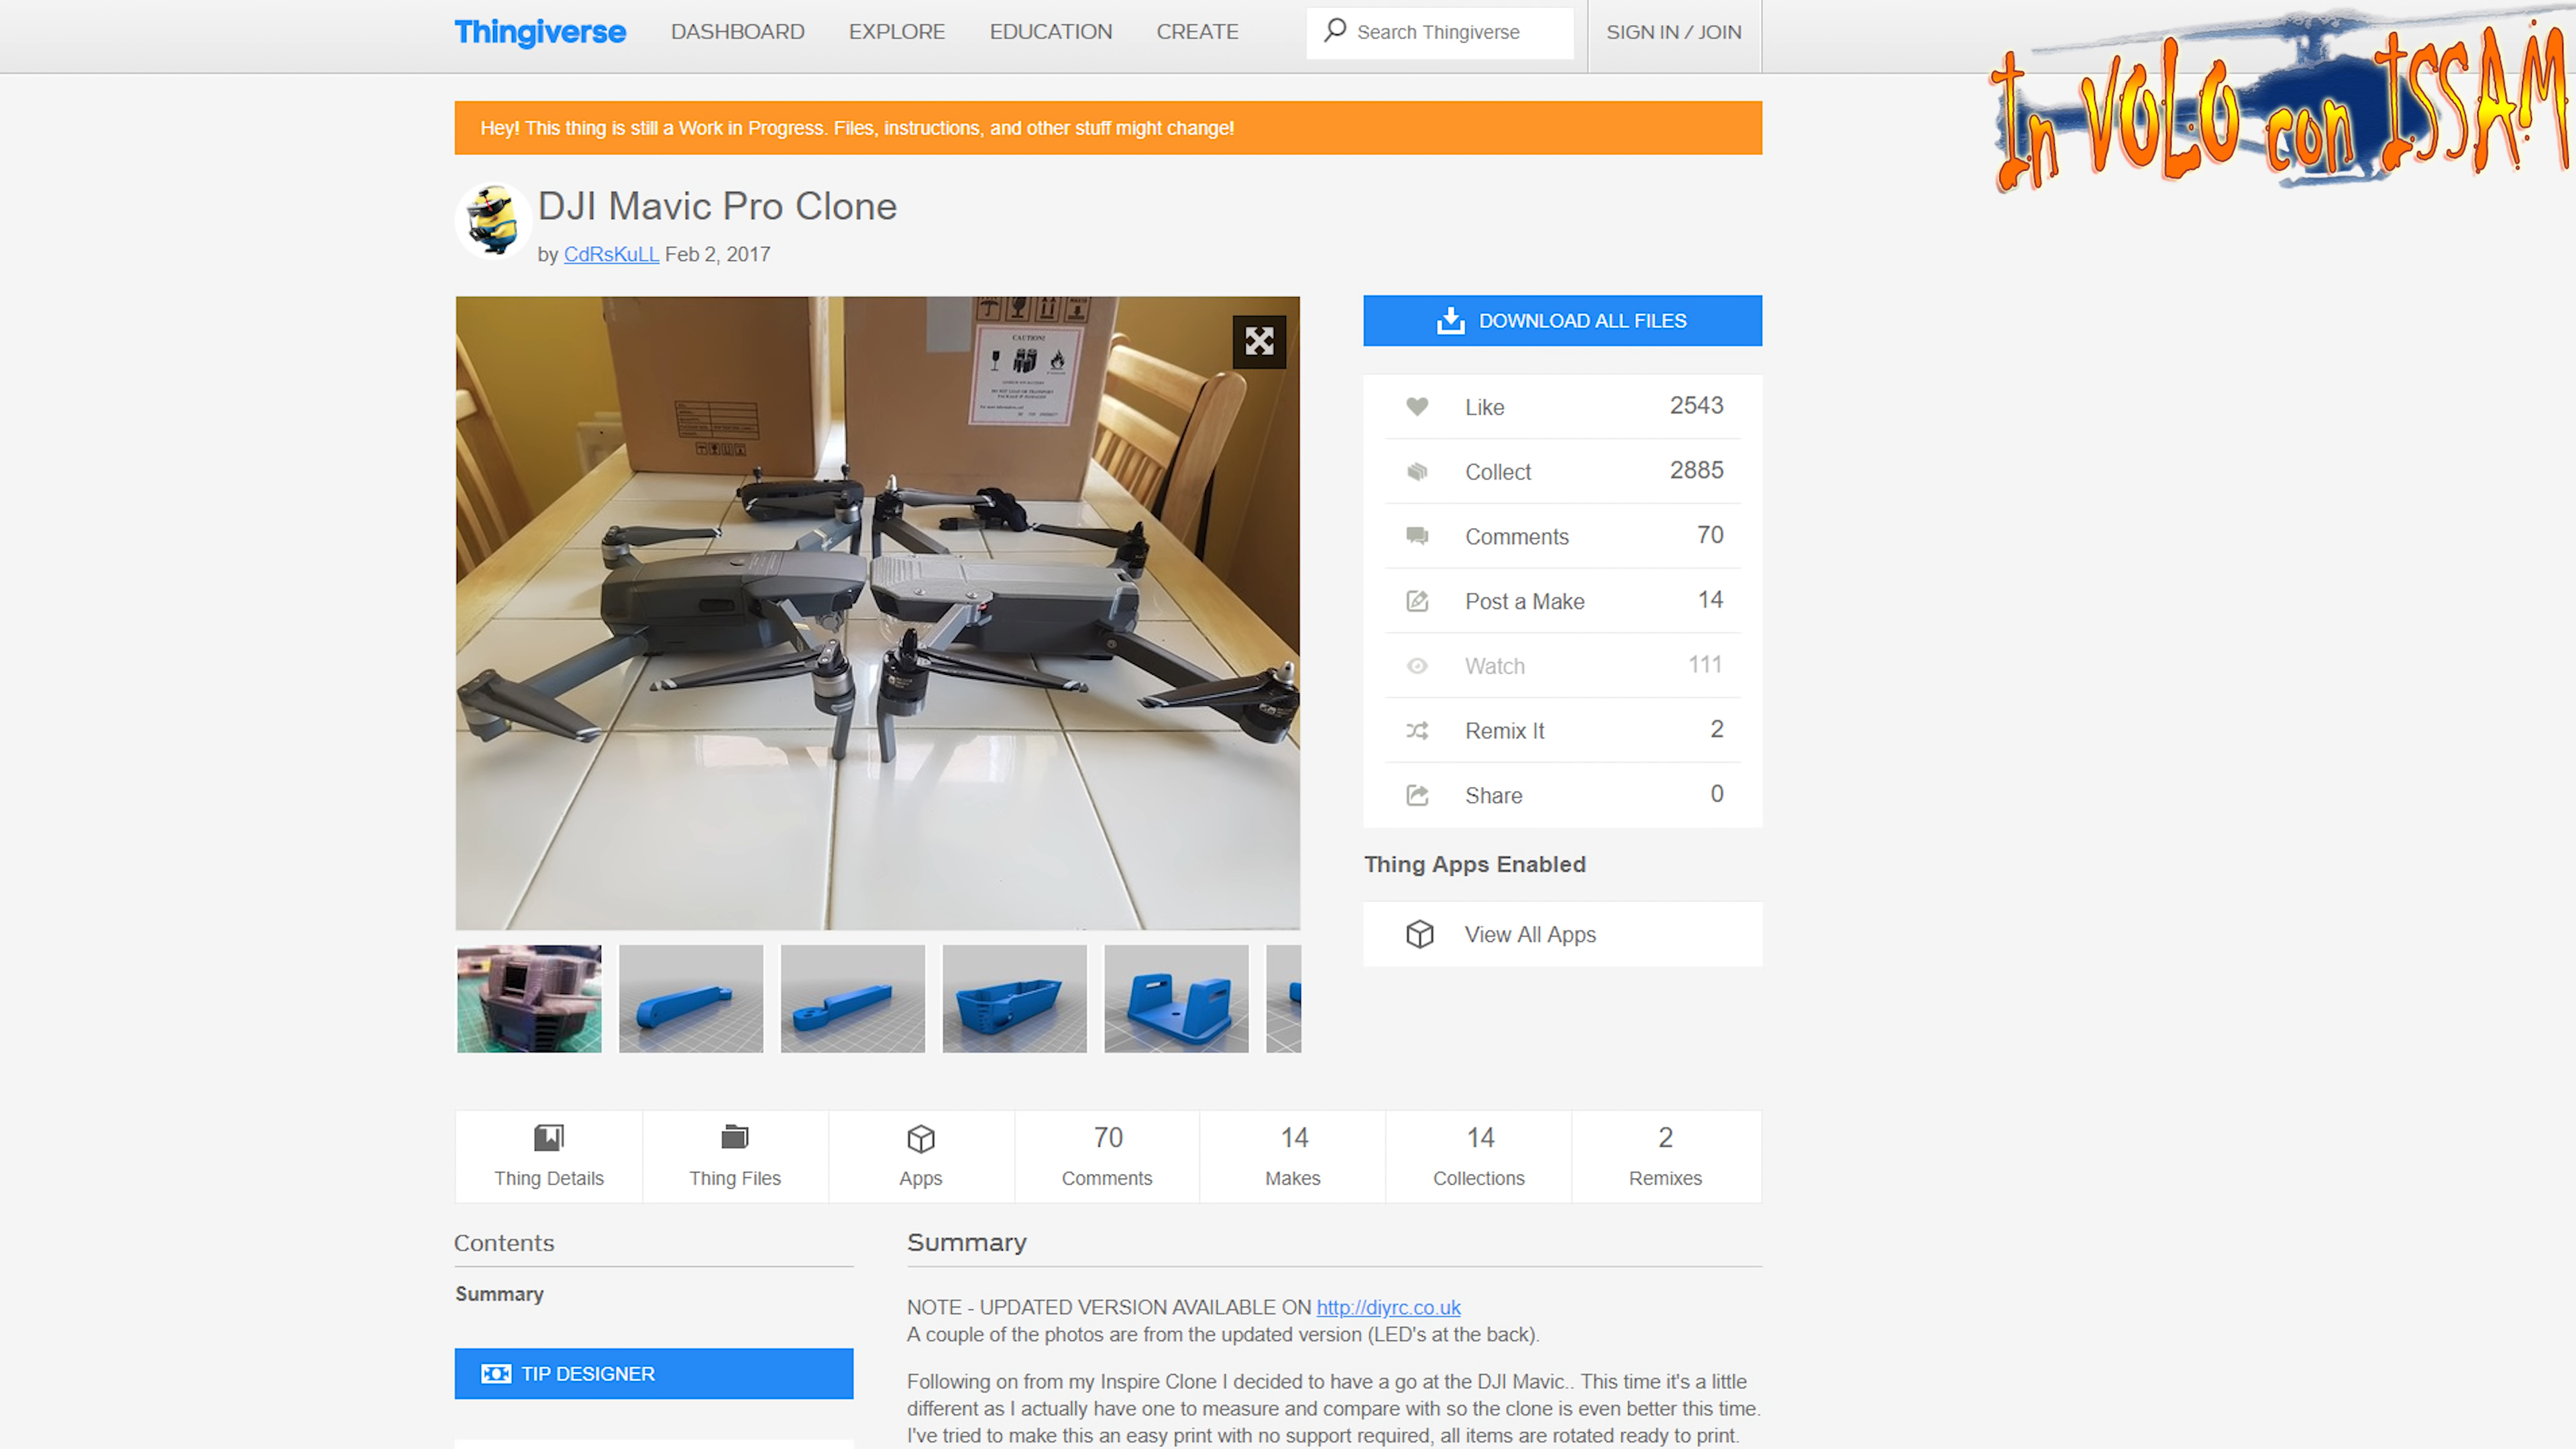 Thingiverse
DASHBOARD
EXPLORE
EDUCATION
CREATE
Search Thingiverse
SIGN IN / JOIN
In VOLO con ISSAM
Hey! This thing is still a Work in Progress. Files, instructions, and other stuff might change!
DJI Mavic Pro Clone
by CdRsKuLL Feb 2, 2017
CAUTION!
DOWNLOAD ALL FILES
Like 2543
Collect 2885
Comments 70
Post a Make 14
Watch 111
Remix It 2
Share 0
Thing Apps Enabled
View All Apps
Thing Details
Thing Files
Apps
70
Comments
14
Makes
14
Collections
2
Remixes
Contents
Summary
TIP DESIGNER
Summary
NOTE - UPDATED VERSION AVAILABLE ON http://diyrc.co.uk
A couple of the photos are from the updated version (LED's at the back).
Following on from my Inspire Clone I decided to have a go at the DJI Mavic.. This time it's a little
different as I actually have one to measure and compare with so the clone is even better this time.
I've tried to make this an easy print with no support required, all items are rotated ready to print.